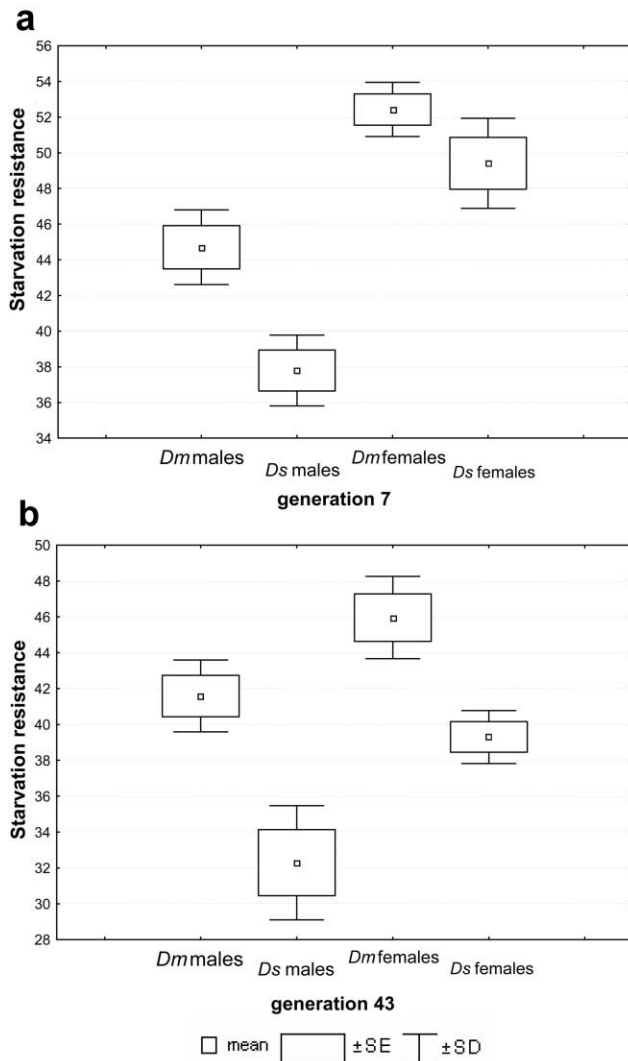 a
Starvation resistance
56
54
52
50
48
46
44
42
40
38
36
34
Dm males
Ds males
Dm females
Ds females
generation 7
b
Starvation resistance
50
48
46
44
42
40
38
36
34
32
30
28
Dm males
Ds males
Dm females
Ds females
generation 43
mean ±SE ±SD